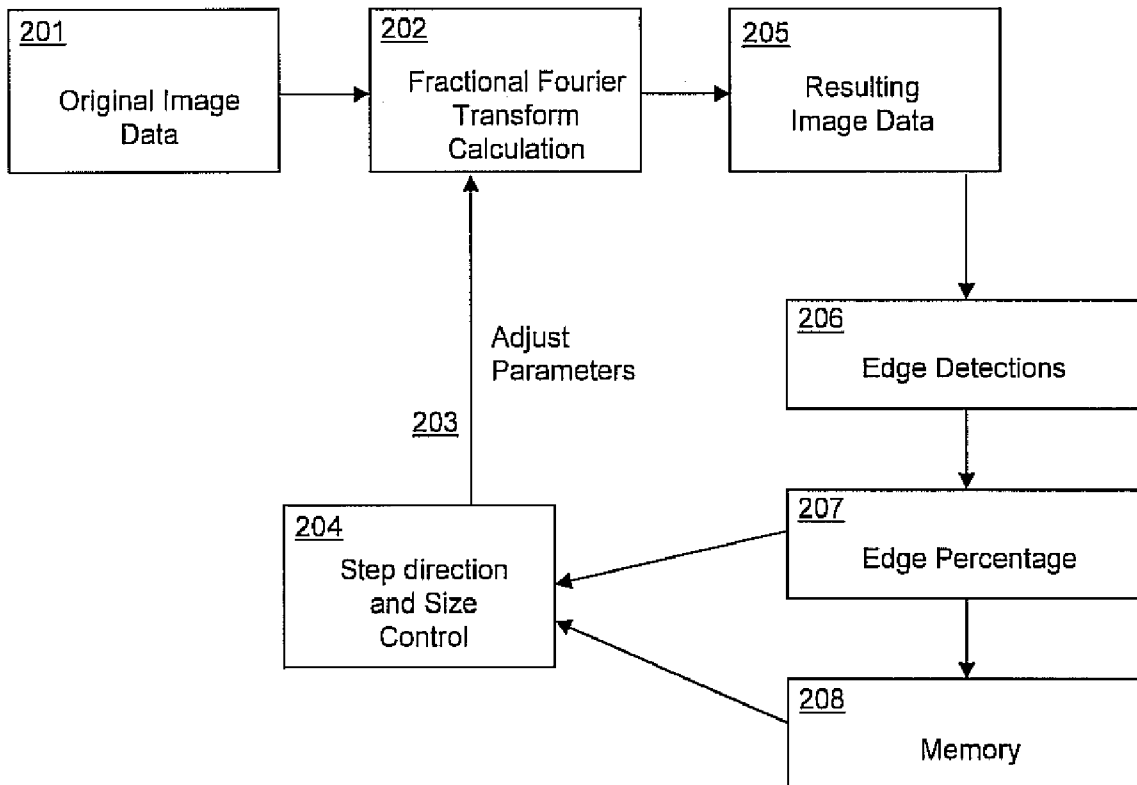 201
Original Image
Data
202
Fractional Fourier
Transform
Calculation
205
Resulting
Image Data
206
Edge Detections
Adjust
Parameters
203
207
Edge Percentage
204
Step direction
and Size
Control
208
Memory